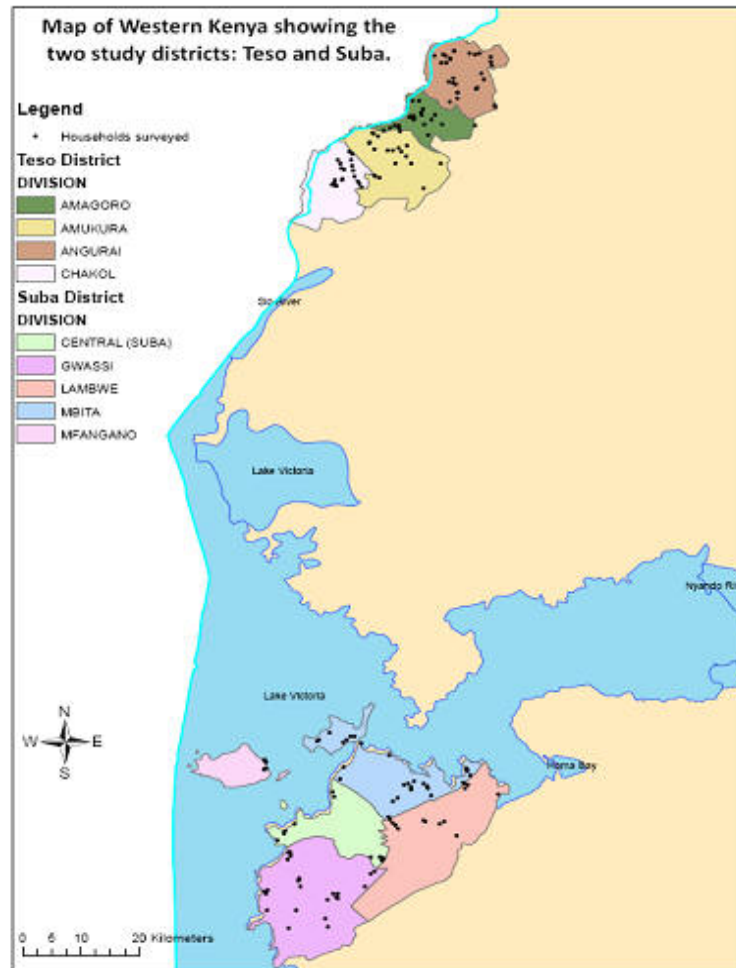 Map of Western Kenya showing the
two study districts: Teso and Suba.
Legend
Households surveyed
Teso District
DIVISION
AMAGORO
AMUKURA
ANGURAI
CHAKOL
Suba District
DIVISION
CENTRAL (SUBA)
GWASSI
LAMBWE
MBITA
MFANGANO
Sio River
Lake Victoria
Nyando Ri
Lake Victoria
N
W E
S
Homa Bay
0 5 10 20 Kilometers